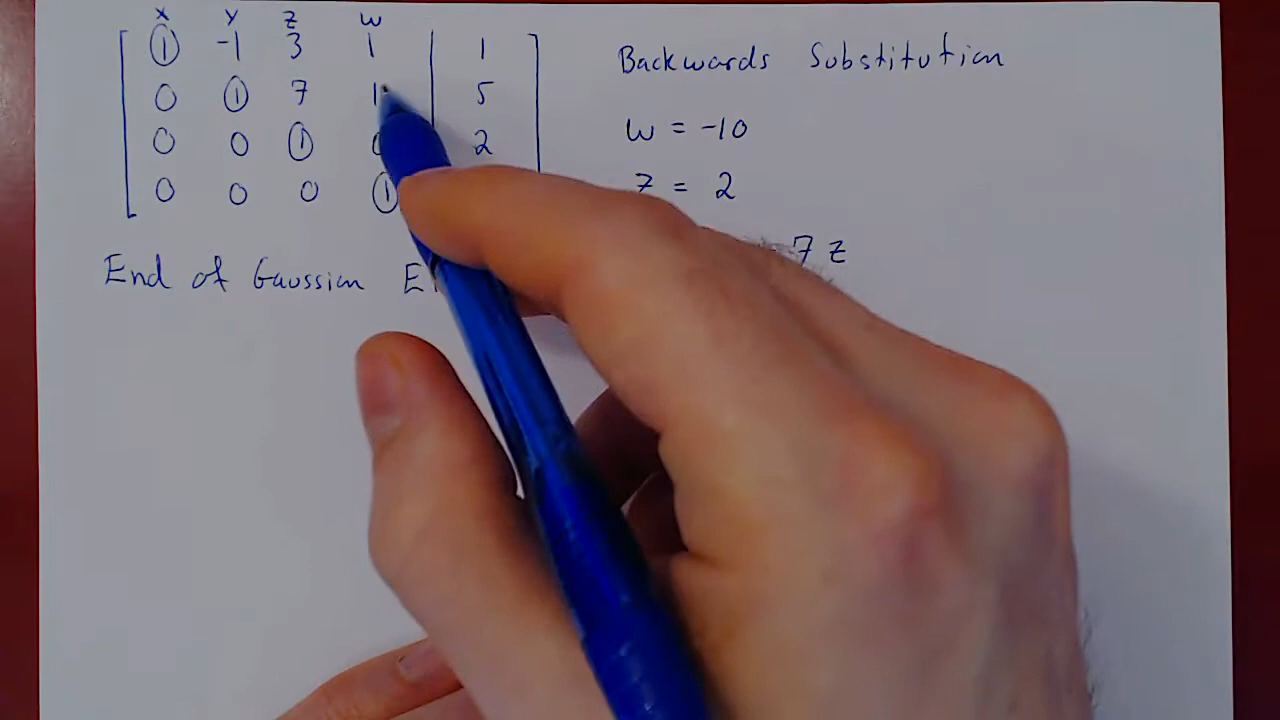 x y z w
1 -1 3 1 1
0 1 7 1 5
0 0 1 0 2
0 0 0 1
End of Gaussian
Backwards Substitution
w = -10
z = 2
7 z